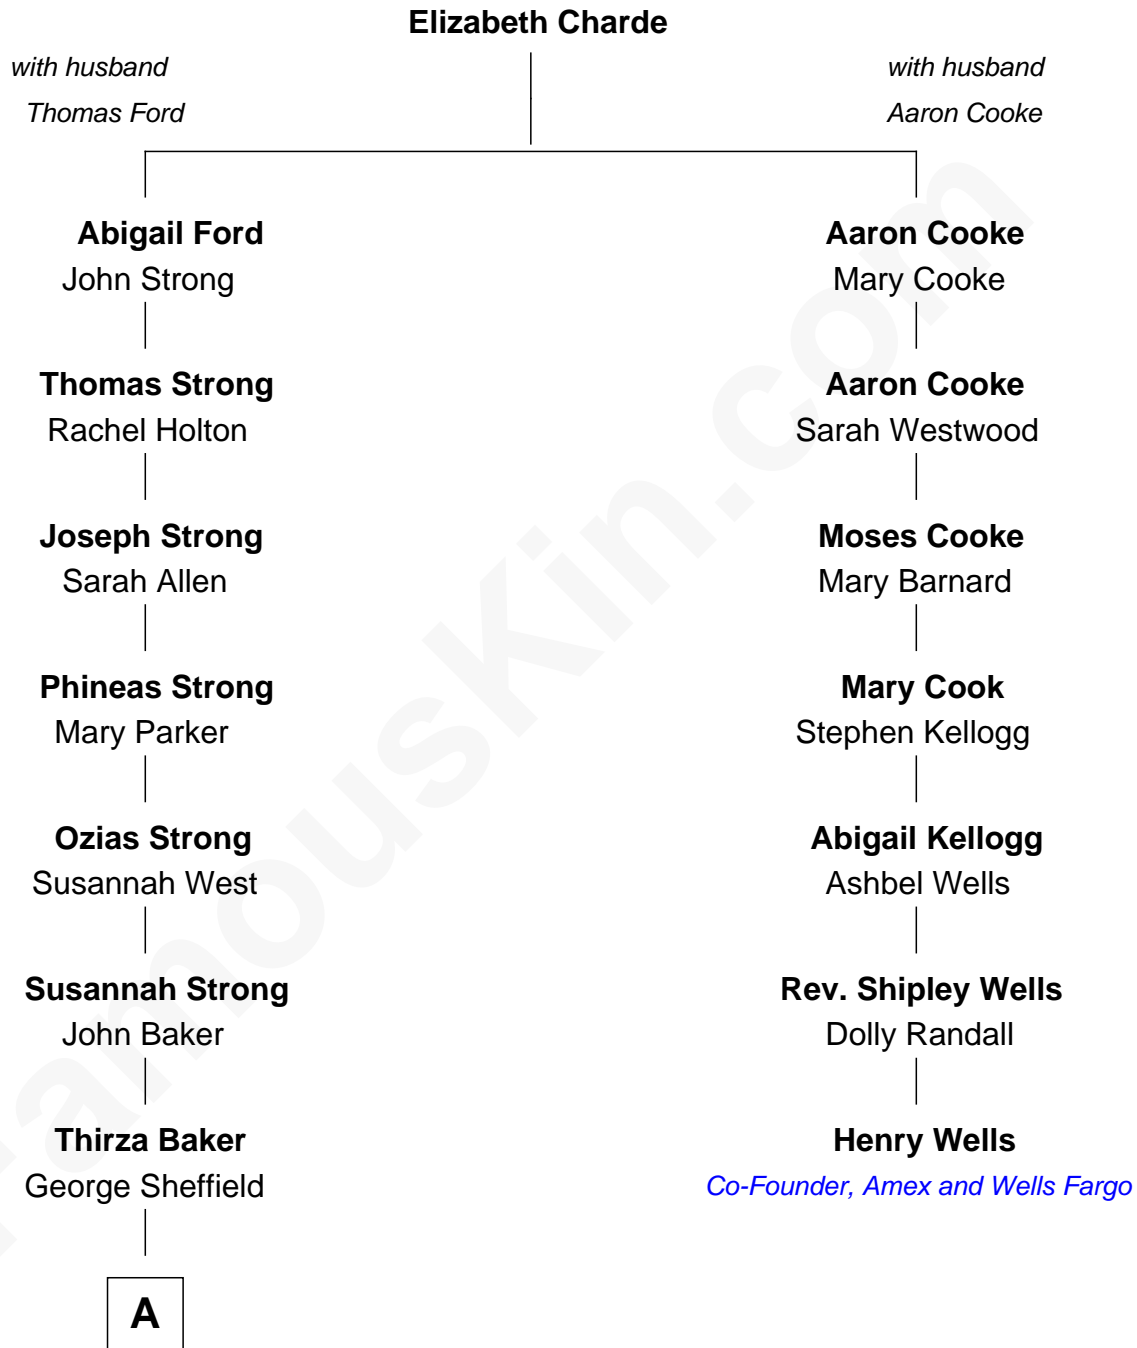 Elizabeth Charde
with husband
Thomas Ford
with husband
Aaron Cooke
Abigail Ford
John Strong
Aaron Cooke
Mary Cooke
Thomas Strong
Rachel Holton
Aaron Cooke
Sarah Westwood
Joseph Strong
Sarah Allen
Moses Cooke
Mary Barnard
Phineas Strong
Mary Parker
Mary Cook
Stephen Kellogg
Ozias Strong
Susannah West
Abigail Kellogg
Ashbel Wells
Susannah Strong
John Baker
Rev. Shipley Wells
Dolly Randall
Thirza Baker
George Sheffield
Henry Wells
Co-Founder, Amex and Wells Fargo
A
FamousKin.com